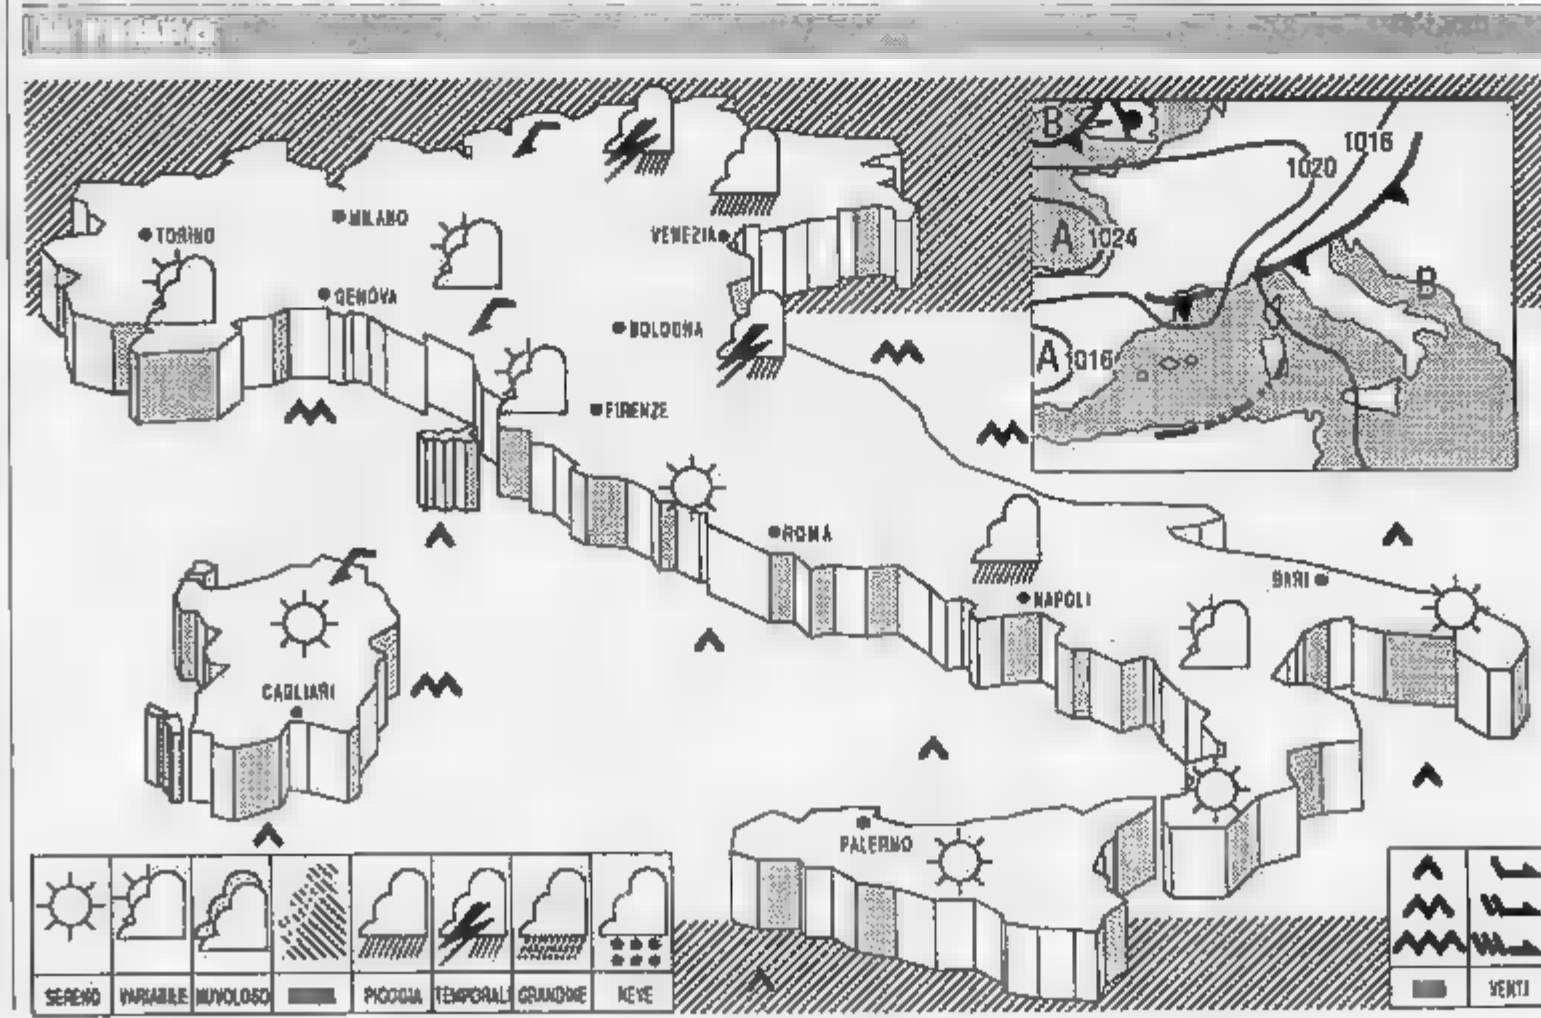 B
1016
1020
A 1024
B
A 1016
MILANO
TORINO
VENEZIA
GENOVA
BOLOGNA
FIRENZE
ROMA
BARI
NAPOLI
CAGLIARI
PALERMO
SERENO VARIABILE NUVOLOSO PIOGGIA TEMPORALI GRANDINE NEVE
VENTI